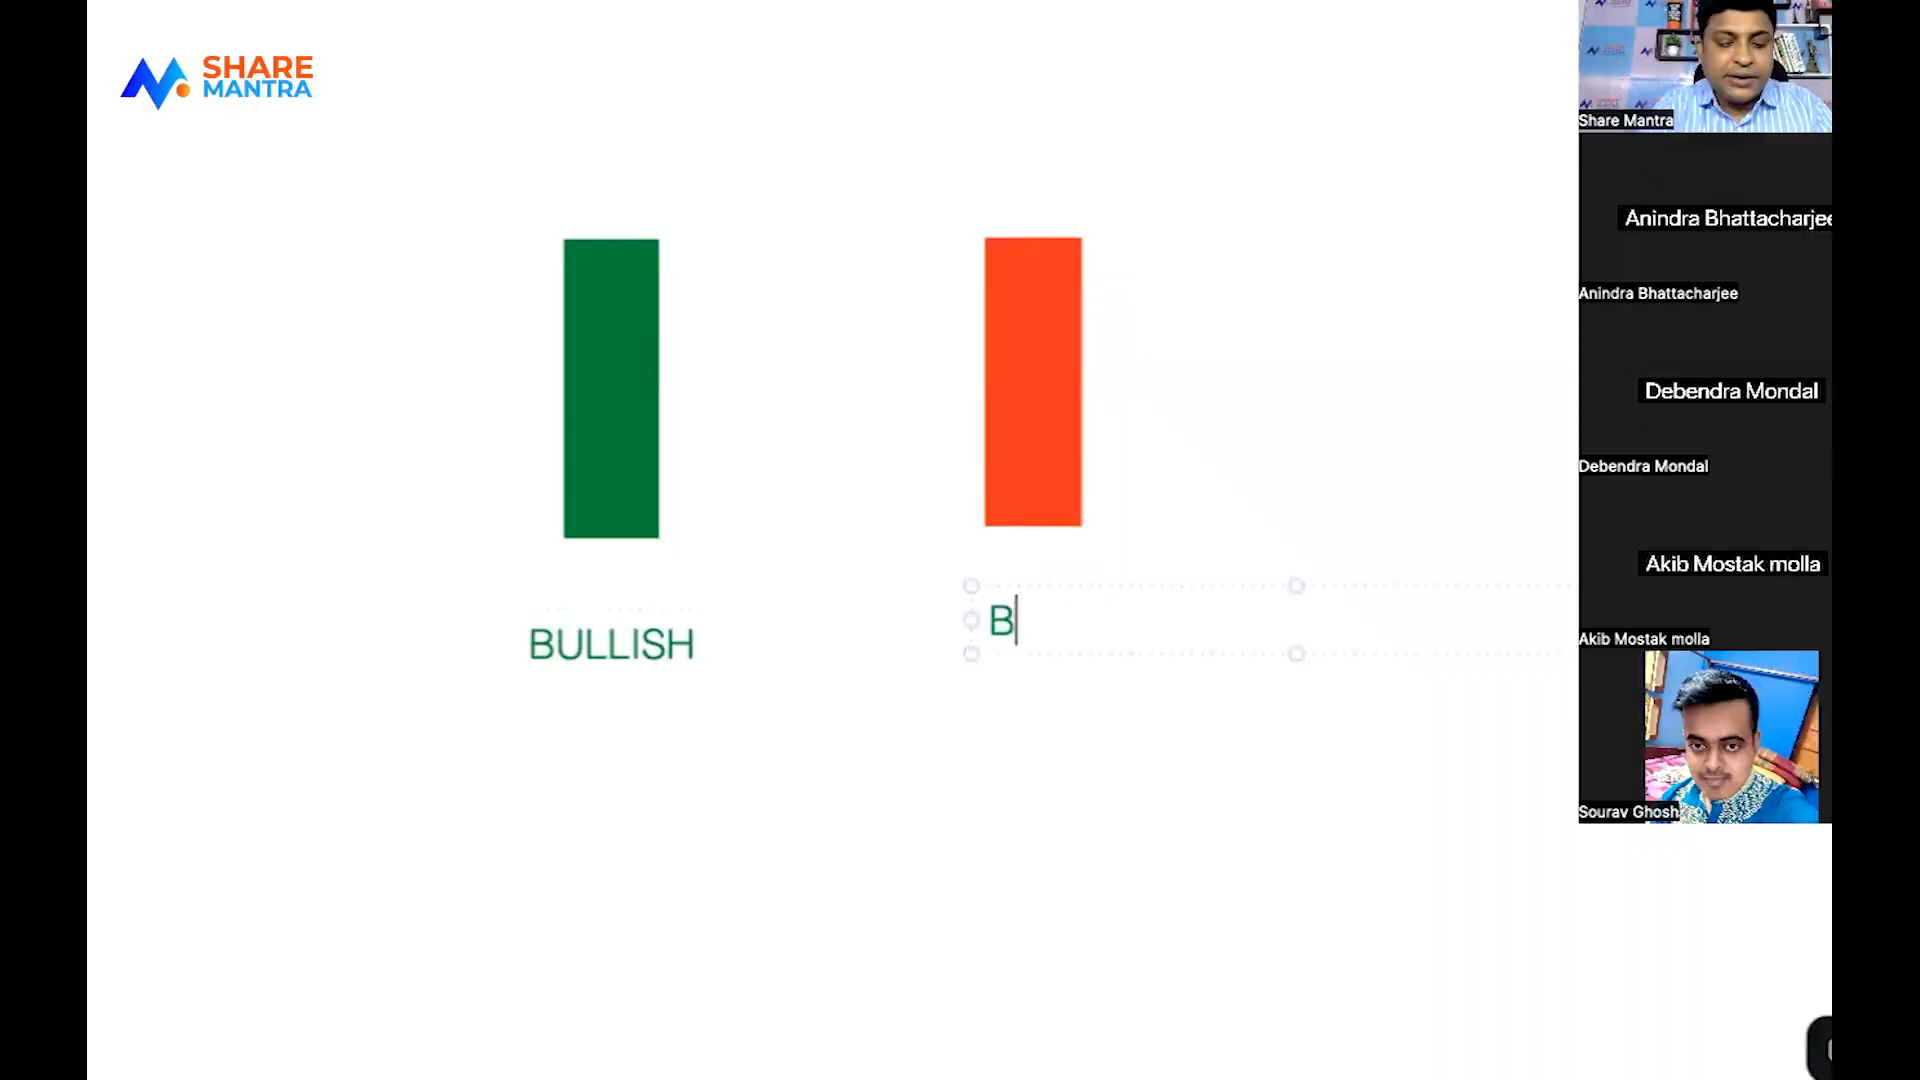 SHARE
MANTRA
BULLISH
B
Share Mantra
Anindra Bhattacharjee
Anindra Bhattacharjee
Debendra Mondal
Debendra Mondal
Akib Mostak molla
Akib Mostak molla
Sourav Ghosh